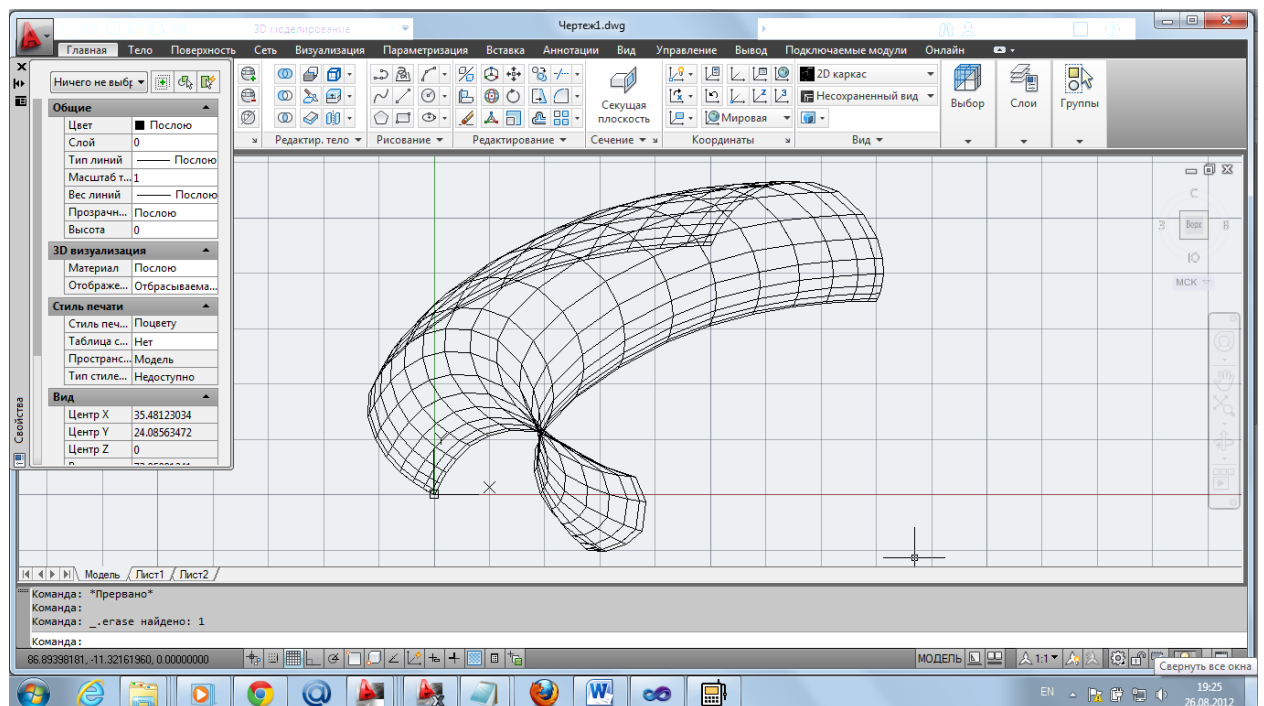 3D моделирование
Чертеж1.dwg
Главная Тело Поверхность Сеть Визуализация Параметризация Вставка Аннотации Вид Управление Вывод Подключаемые модули Онлайн
Ничего не выбр
2D каркас
Несохраненный вид
Мировая
Секущая
плоскость
Выбор
Слои
Группы
Редактир. тело Рисование Редактирование Сечение Координаты Вид
Общие
Цвет Послою
Слой 0
Тип линий Послою
Масштаб т... 1
Вес линий Послою
Прозрачн... Послою
Высота 0
3D визуализация
Материал Послою
Отображе... Отбрасываема...
Стиль печати
Стиль печ... Поцвету
Таблица с... Нет
Пространс... Модель
Тип стиле... Недоступно
Вид
Центр X 35.48123034
Центр Y 24.08563472
Центр Z 0
Свойства
С
З Верх В
Ю
МСК
Модель Лист1 Лист2
Команда: *Прервано*
Команда:
Команда: _.erase найдено: 1
Команда:
86.89398181, -11.32161960, 0.00000000
МОДЕЛЬ
1:1
Свернуть все окна
EN
19:25
26.08.2012